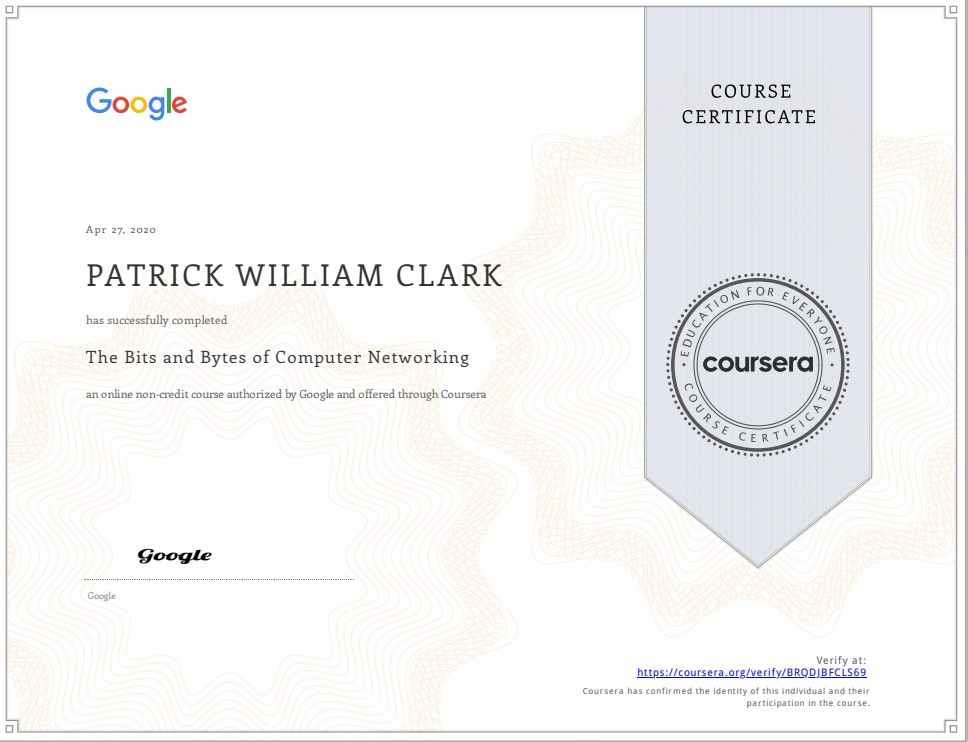 Google
COURSE
CERTIFICATE
Apr 27, 2020
PATRICK WILLIAM CLARK
has successfully completed
The Bits and Bytes of Computer Networking
an online non-credit course authorized by Google and offered through Coursera
EDUCATION FOR EVERYONE
coursera
COURSE CERTIFICATE
Google
Google
Verify at:
https://coursera.org/verify/BRQDJBFCLS69
Coursera has confirmed the identity of this individual and their
participation in the course.